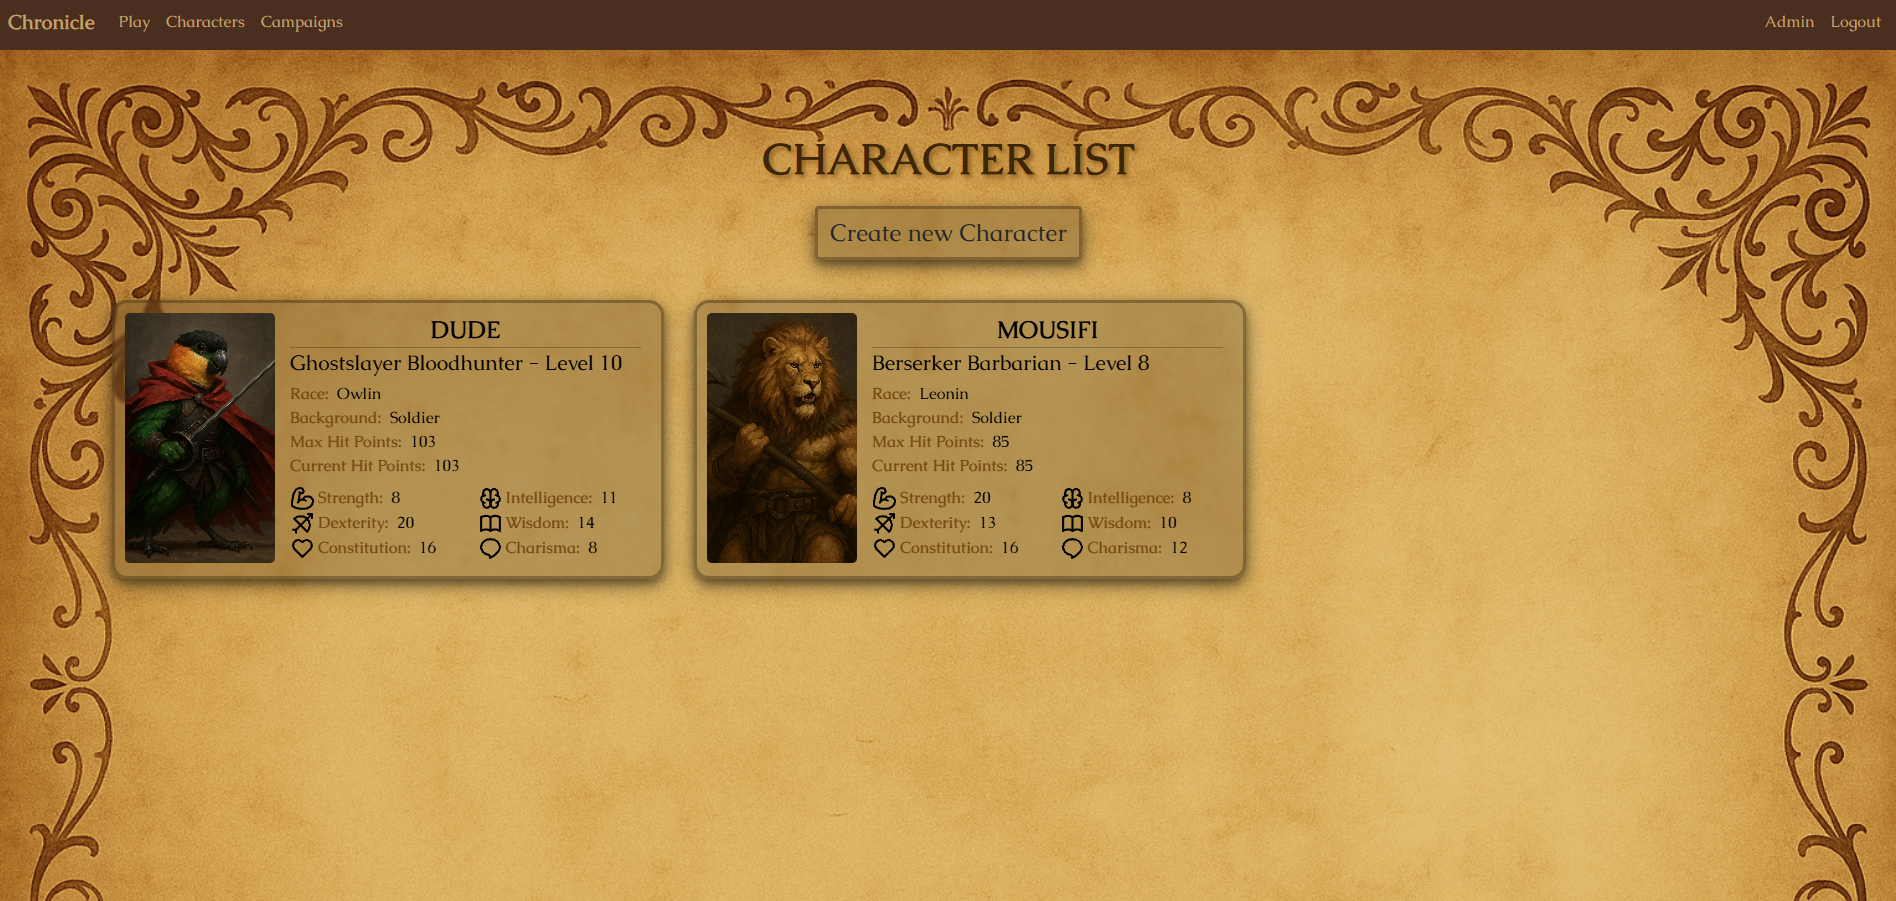 Chronicle Play Characters Campaigns Admin Logout
CHARACTER LIST
Create new Character
DUDE
Ghostslayer Bloodhunter - Level 10
Race: Owlin
Background: Soldier
Max Hit Points: 103
Current Hit Points: 103
Strength: 8 Intelligence: 11
Dexterity: 20 Wisdom: 14
Constitution: 16 Charisma: 8
MOUSIFI
Berserker Barbarian - Level 8
Race: Leonin
Background: Soldier
Max Hit Points: 85
Current Hit Points: 85
Strength: 20 Intelligence: 8
Dexterity: 13 Wisdom: 10
Constitution: 16 Charisma: 12